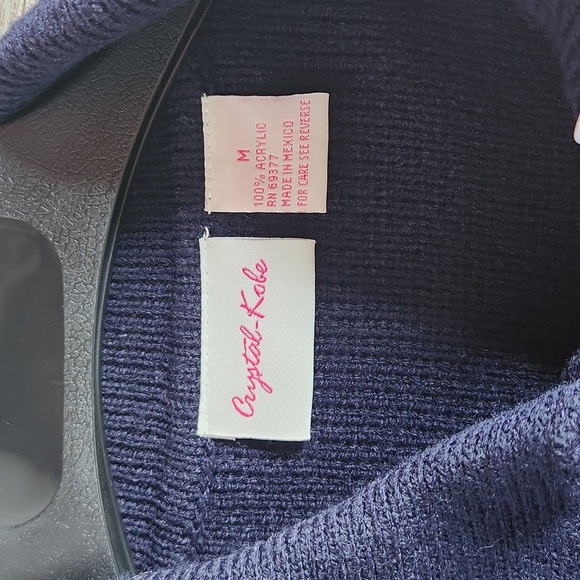 M
100% ACRYLIC
RN 69377
MADE IN MEXICO
FOR CARE SEE REVERSE
Crystal-Kobe